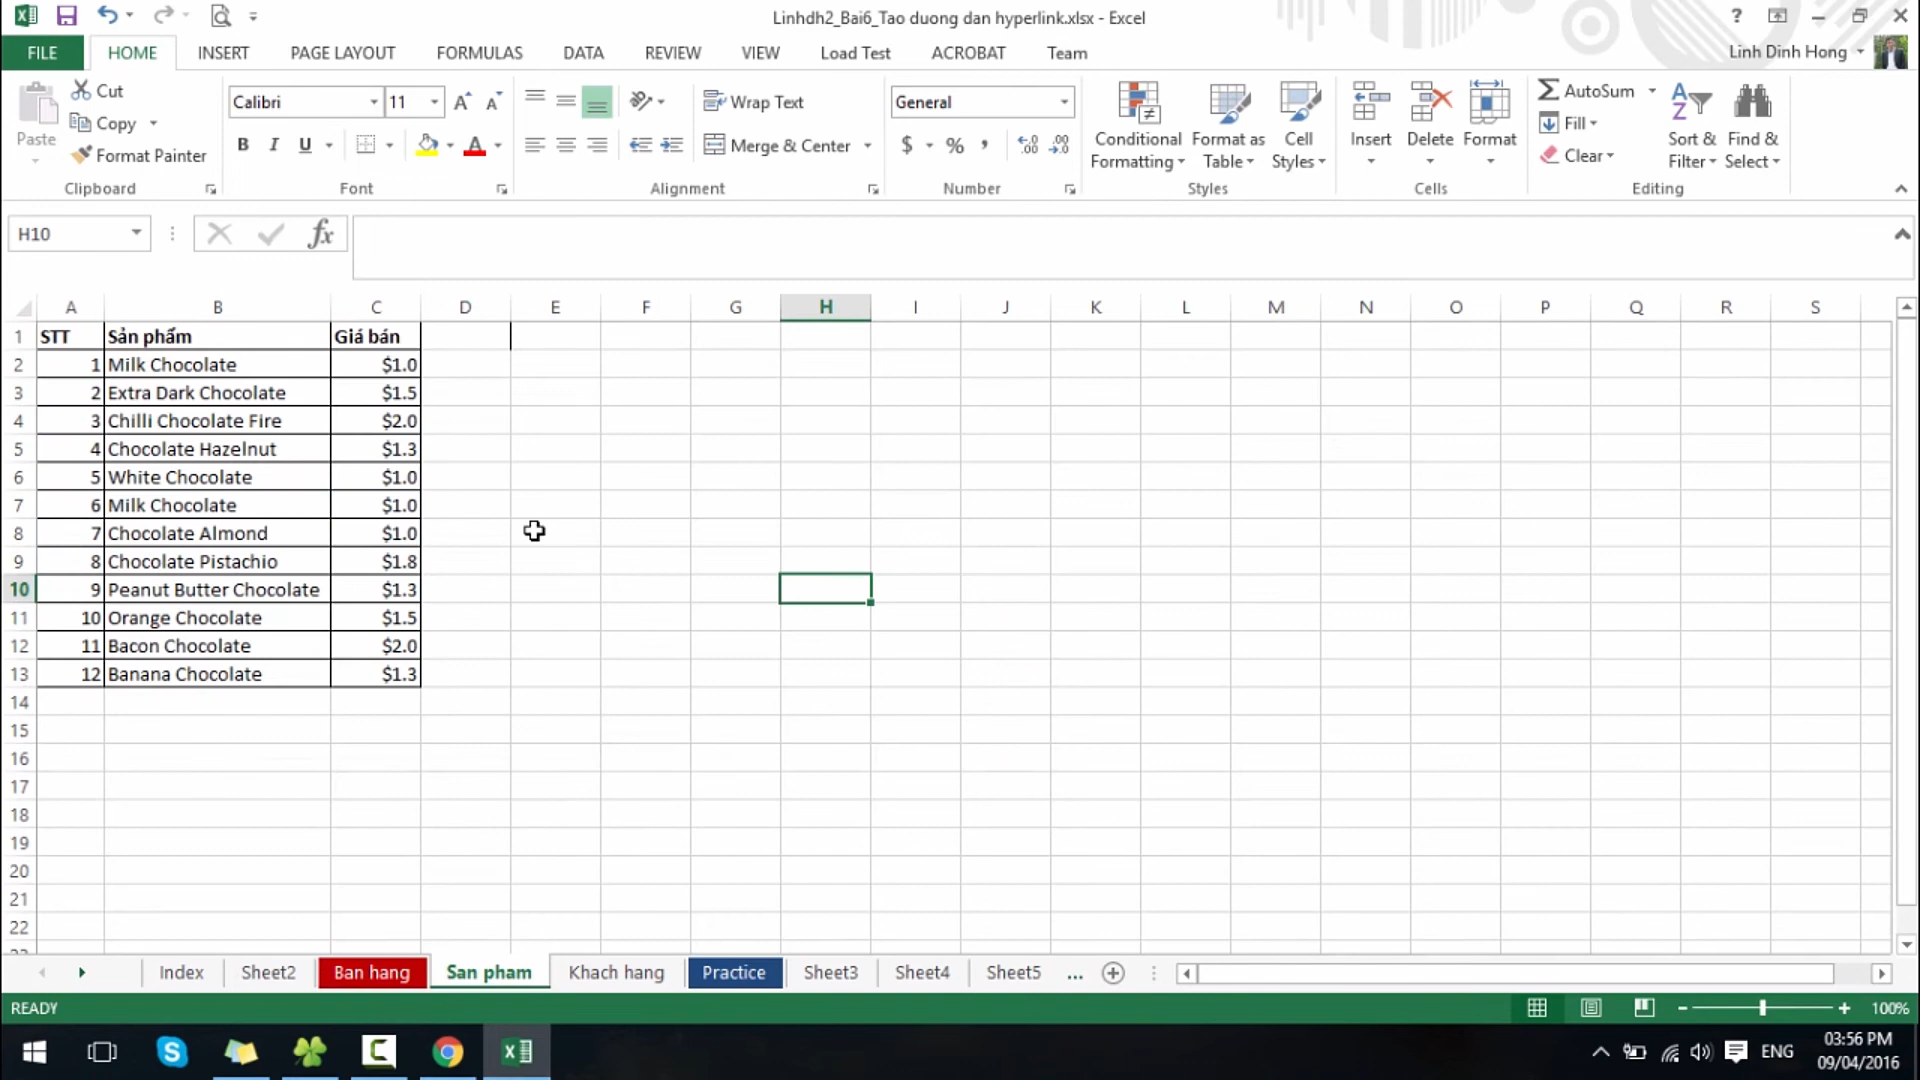 Linhdh2_Bai6_Tao duong dan hyperlink.xlsx - Excel
?
FILE HOME INSERT PAGE LAYOUT FORMULAS DATA REVIEW VIEW Load Test ACROBAT Team Linh Dinh Hong
Paste
Cut
Copy
Format Painter
Clipboard
Calibri 11
B I U A
Font
Wrap Text
Merge & Center
Alignment
General
$ % ,
Number
Conditional Formatting
Format as Table
Cell Styles
Styles
Insert
Delete
Format
Cells
AutoSum
Fill
Clear
Sort & Filter
Find & Select
Editing
H10 fx
A B C D E F G H I J K L M N O P Q R S
1 STT Sản phẩm Giá bán
2 1 Milk Chocolate $1.0
3 2 Extra Dark Chocolate $1.5
4 3 Chilli Chocolate Fire $2.0
5 4 Chocolate Hazelnut $1.3
6 5 White Chocolate $1.0
7 6 Milk Chocolate $1.0
8 7 Chocolate Almond $1.0
9 8 Chocolate Pistachio $1.8
10 9 Peanut Butter Chocolate $1.3
11 10 Orange Chocolate $1.5
12 11 Bacon Chocolate $2.0
13 12 Banana Chocolate $1.3
14
15
16
17
18
19
20
21
22
Index Sheet2 Ban hang San pham Khach hang Practice Sheet3 Sheet4 Sheet5 ...
READY 100%
ENG 03:56 PM
09/04/2016